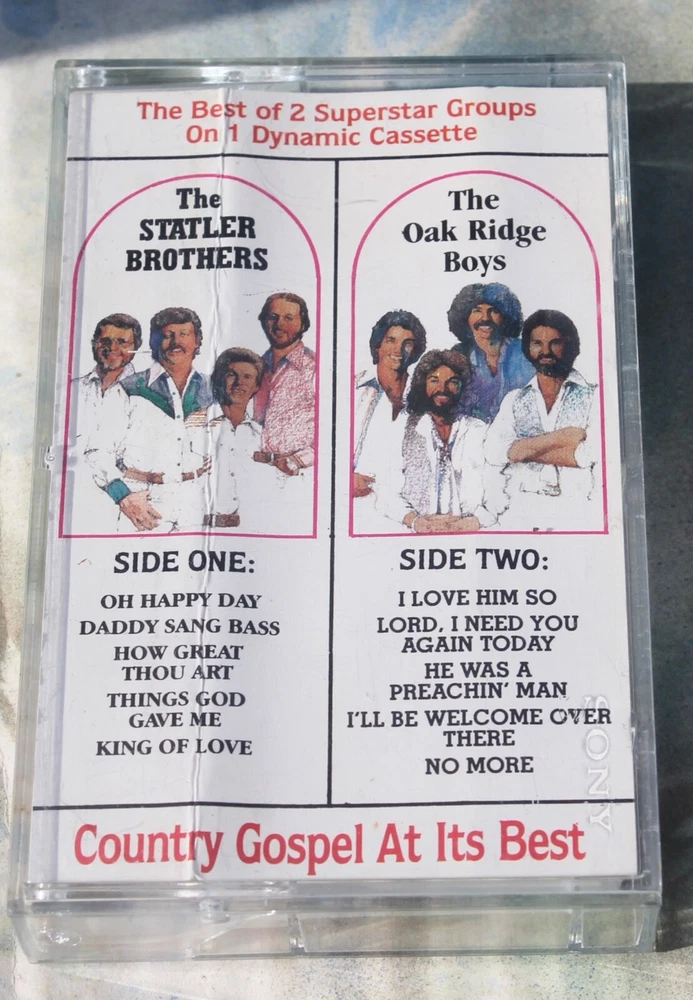 The Best of 2 Superstar Groups
On 1 Dynamic Cassette
The
STATLER
BROTHERS
The
Oak Ridge
Boys
SIDE ONE:
OH HAPPY DAY
DADDY SANG BASS
HOW GREAT
THOU ART
THINGS GOD
GAVE ME
KING OF LOVE
SIDE TWO:
I LOVE HIM SO
LORD, I NEED YOU
AGAIN TODAY
HE WAS A
PREACHIN' MAN
I'LL BE WELCOME OVER
THERE
NO MORE
SONY
Country Gospel At Its Best